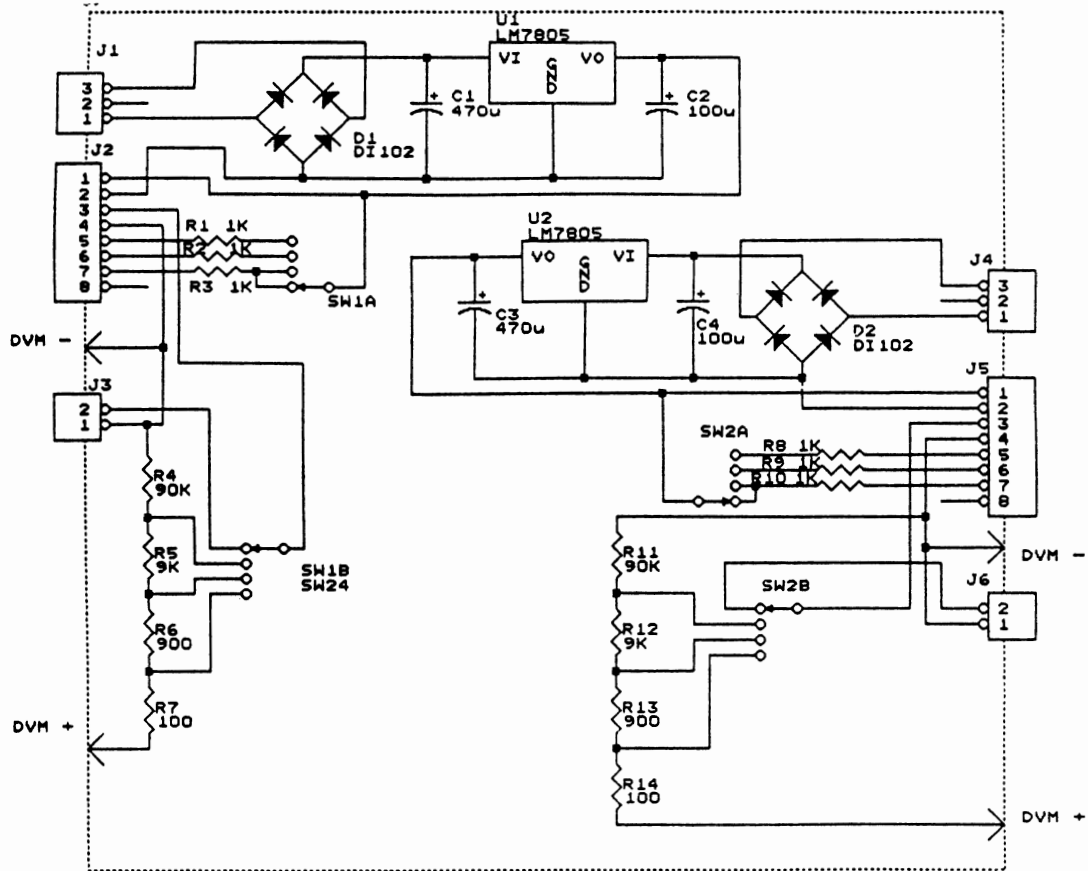 U1
LM7805
VI
GND
VO
J1
3
2
1
C1
470u
C2
100u
D1
DI102
J2
1
2
3
4
5
6
7
8
R1 1K
R2 1K
R3 1K
SW1A
DVM -
J3
2
1
R4
90K
R5
9K
R6
900
R7
100
SW1B
SW24
DVM +
U2
LM7805
VO
GND
VI
C3
470u
C4
100u
D2
DI102
J4
3
2
1
J5
1
2
3
4
5
6
7
8
SW2A
R8 1K
R9 1K
R10 1K
R11
90K
R12
9K
R13
900
R14
100
SW2B
DVM -
J6
2
1
DVM +